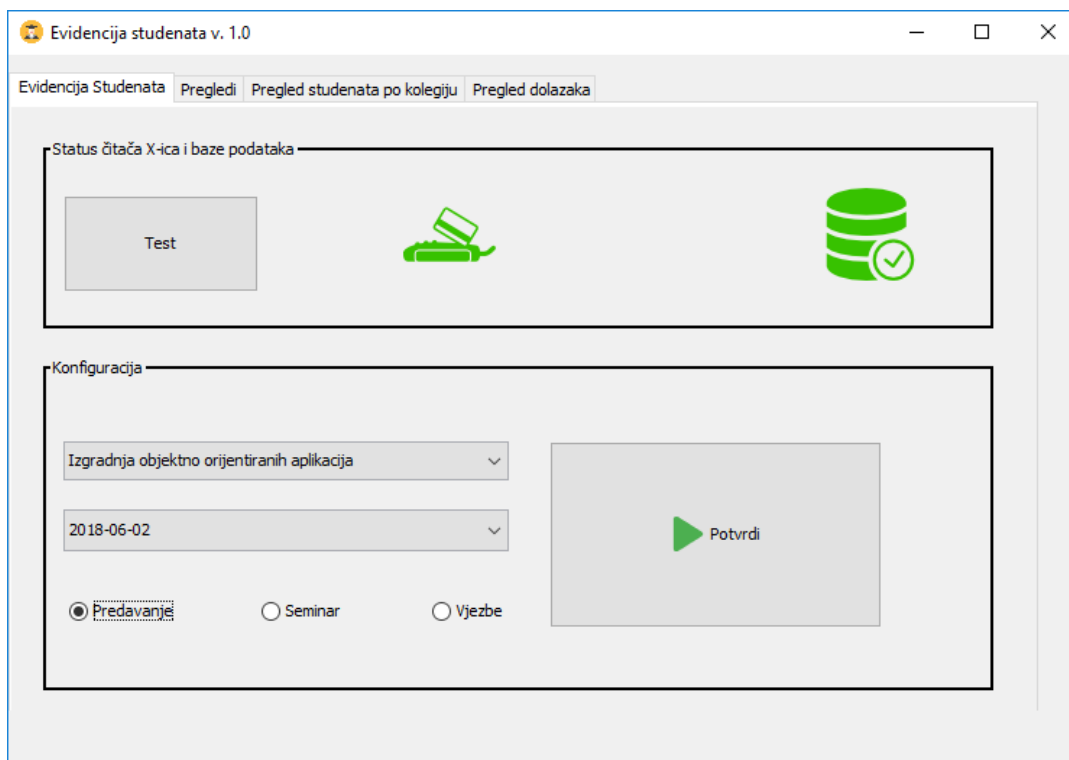 Evidencija studenata v. 1.0
Evidencija Studenata Pregledi Pregled studenata po kolegiju Pregled dolazaka
Status čitača X-ica i baze podataka
Test
Konfiguracija
Izgradnja objektno orijentiranih aplikacija
2018-06-02
Potvrdi
Predavanje Seminar Vjezbe